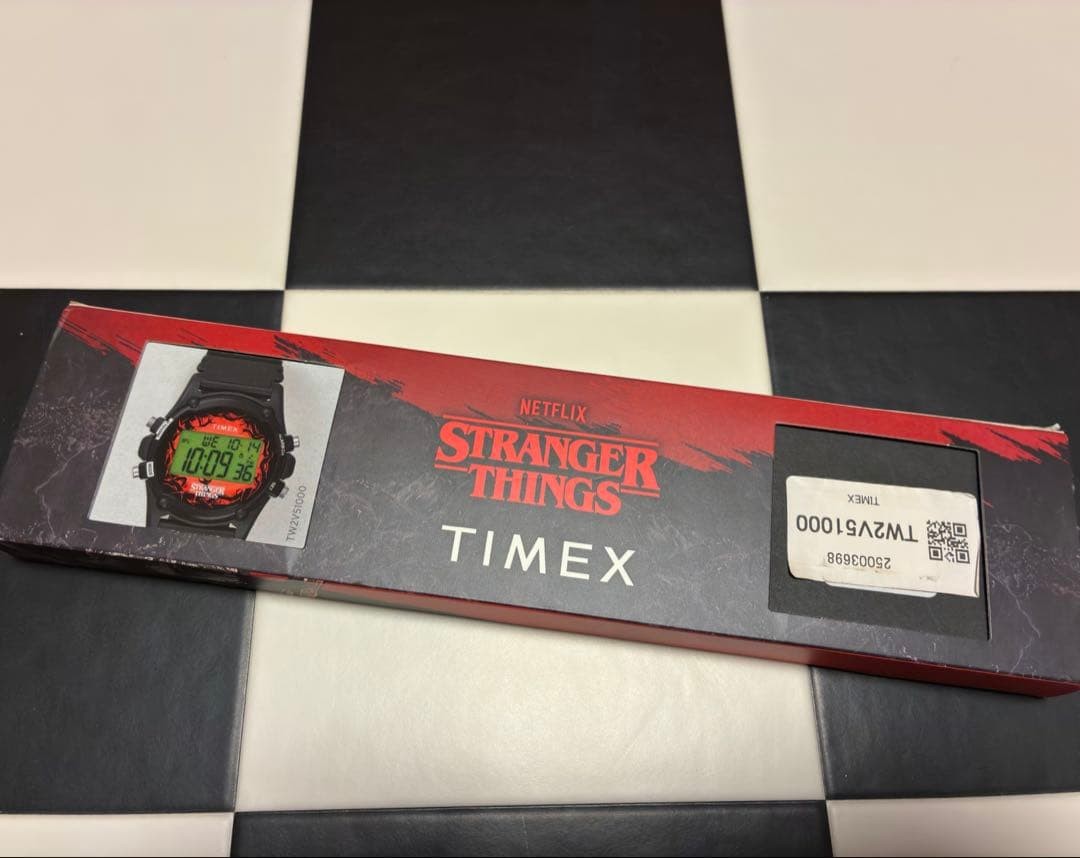 TIMEX
WE 10-14
10:09 36
STRANGER
THINGS
TW2V51000
NETFLIX
STRANGER
THINGS
TIMEX
TIMEX
TW2V51000
25003698